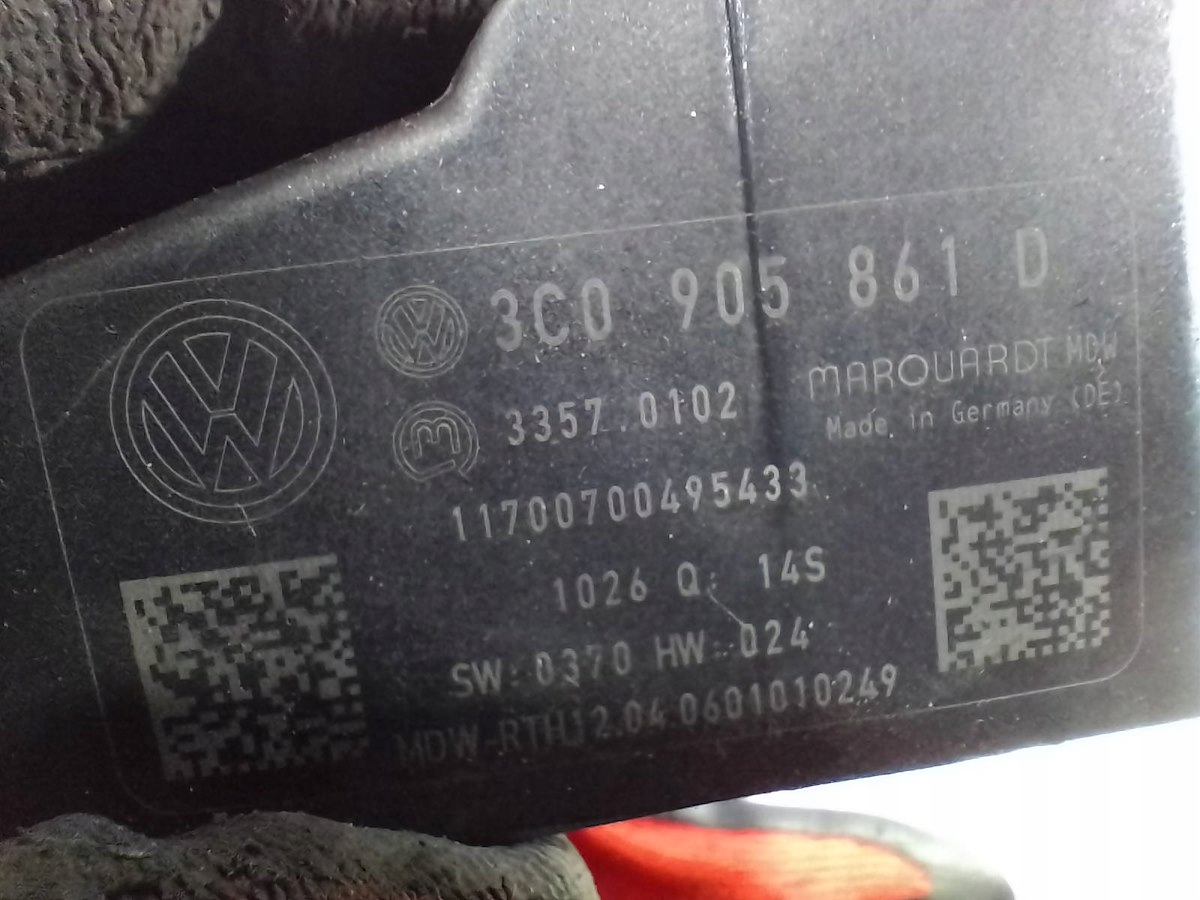 3C0 905 861 D
MARQUARDT MDW
3357.0102
Made in Germany (DE)
11700700495433
1026 Q: 14S
SW: 0370 HW: 024
MDW-RTH12.04.0601010249